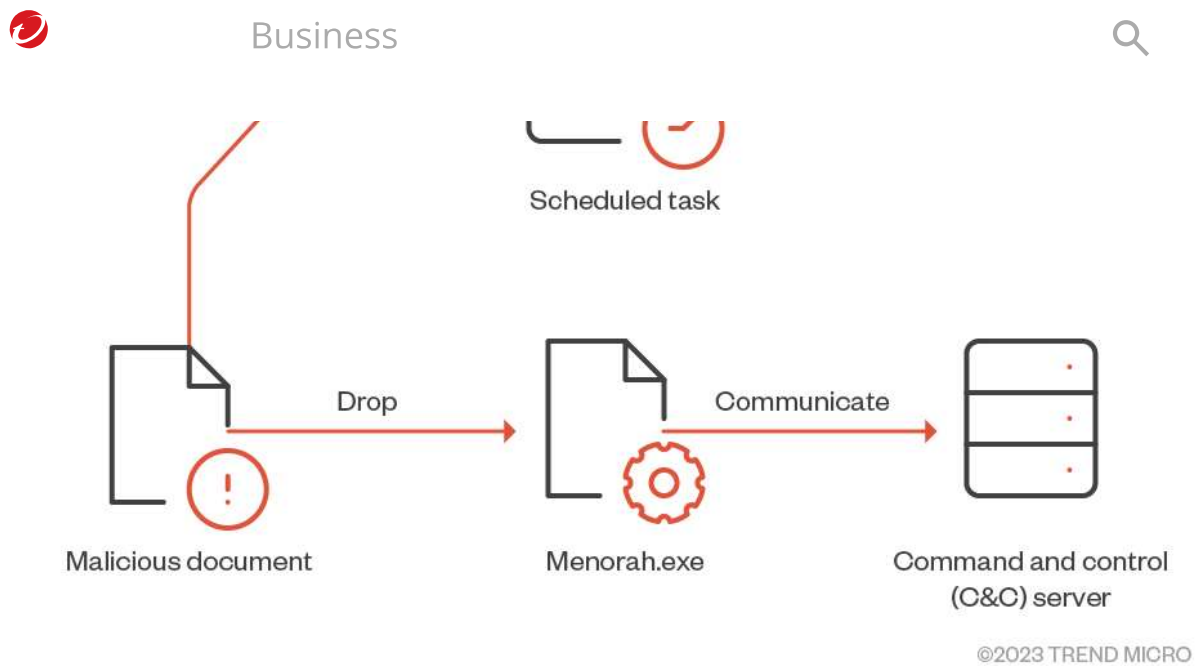 Business
Scheduled task
Drop
Communicate
Malicious document
Menorah.exe
Command and control
(C&C) server
©2023 TREND MICRO